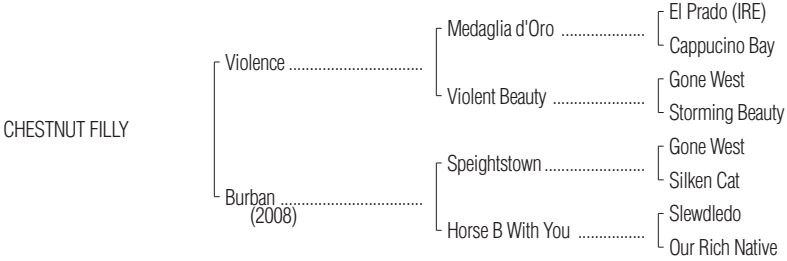 El Prado (IRE)
Medaglia d'Oro ....................
Cappucino Bay
Violence ................................
Gone West
Violent Beauty ......................
Storming Beauty
CHESTNUT FILLY
Gone West
Speightstown ........................
Silken Cat
Burban ..................................
(2008)
Slewdledo
Horse B With You ................
Our Rich Native